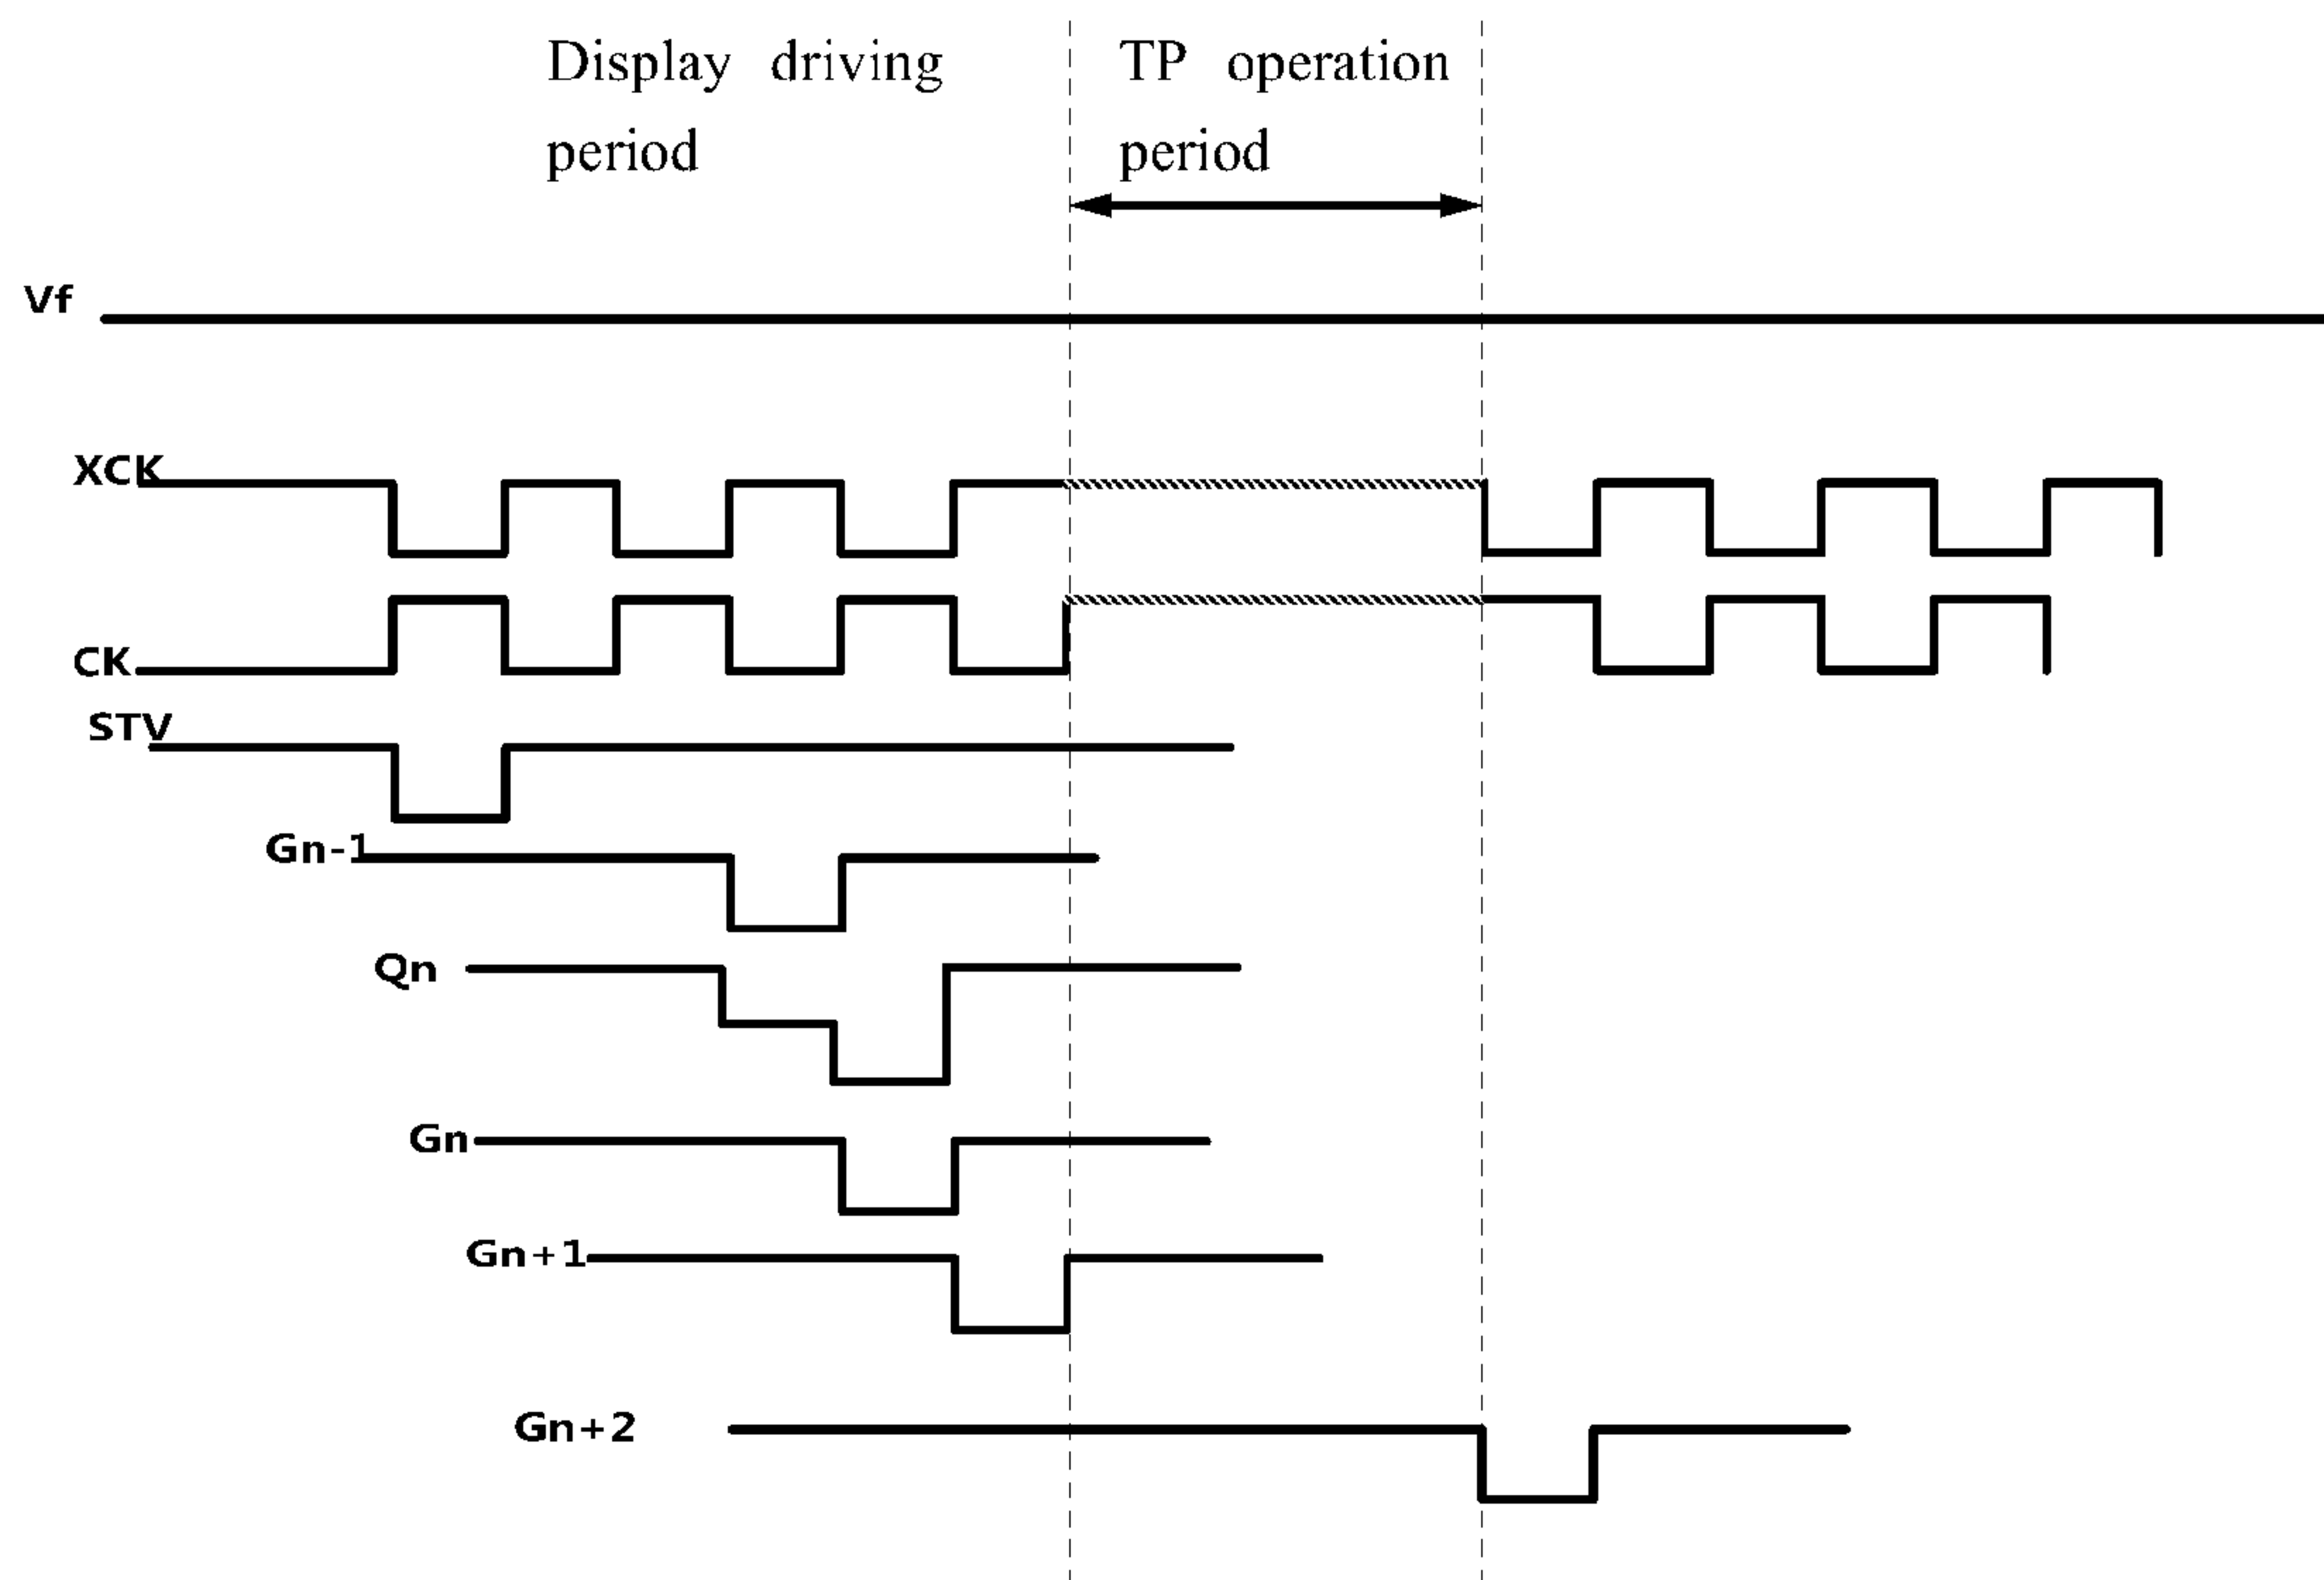 Display driving
period
TP operation
period
Vf
XCK
CK
STV
Gn-1
Qn
Gn
Gn+1
Gn+2